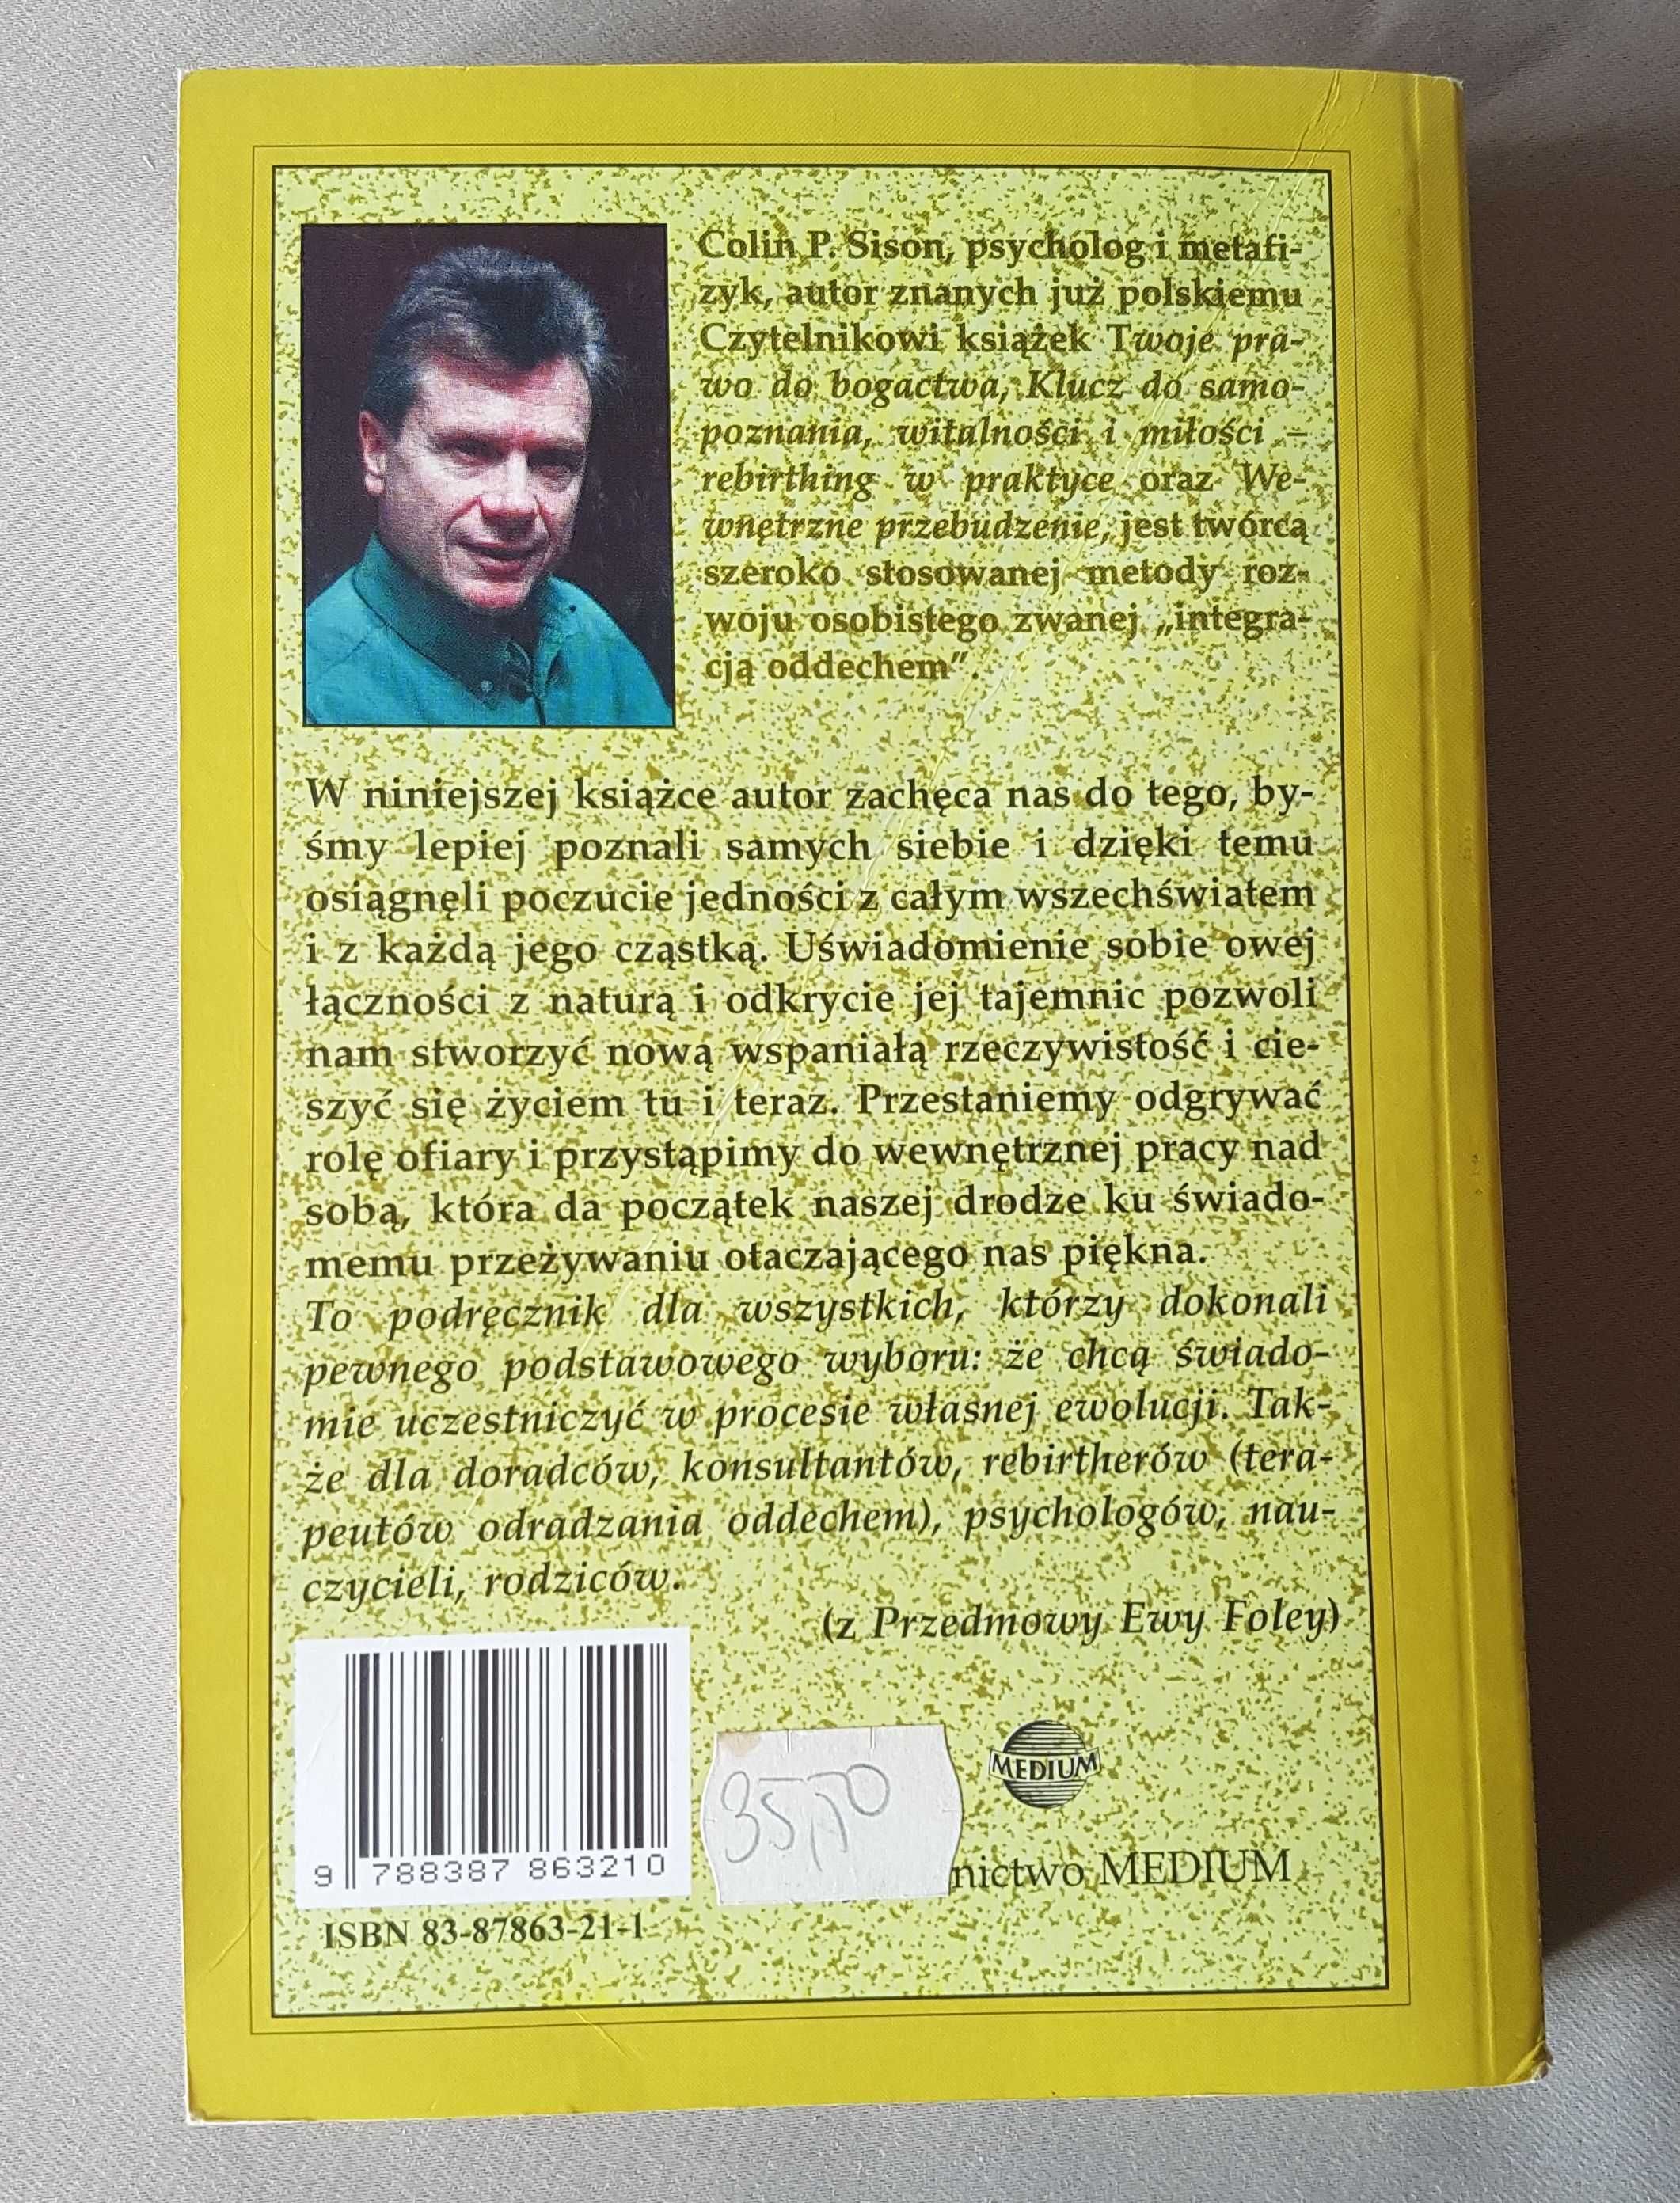 Colin P. Sison, psycholog i metafi-
zyk, autor znanych już polskiemu
Czytelnikowi książek Twoje pra-
wo do bogactwa, Klucz do samo-
poznania, witalności i miłości –
rebirthing w praktyce oraz We-
wnętrzne przebudzenie, jest twórcą
szeroko stosowanej metody roz-
woju osobistego zwanej „integra-
cją oddechem”.
W niniejszej książce autor zachęca nas do tego, by-
śmy lepiej poznali samych siebie i dzięki temu
osiągnęli poczucie jedności z całym wszechświatem
i z każdą jego cząstką. Uświadomienie sobie owej
łączności z naturą i odkrycie jej tajemnic pozwoli
nam stworzyć nową wspaniałą rzeczywistość i cie-
szyć się życiem tu i teraz. Przestaniemy odgrywać
rolę ofiary i przystąpimy do wewnętrznej pracy nad
sobą, która da początek naszej drodze ku świado-
memu przeżywaniu otaczającego nas piękna.
To podręcznik dla wszystkich, którzy dokonali
pewnego podstawowego wyboru: że chcą świado-
mie uczestniczyć w procesie własnej ewolucji. Tak-
że dla doradców, konsultantów, rebirtherów (tera-
peutów odradzania oddechem), psychologów, nau-
czycieli, rodziców.
(z Przedmowy Ewy Foley)
MEDIUM
35,70
nictwo MEDIUM
9 788387 863210
ISBN 83-87863-21-1